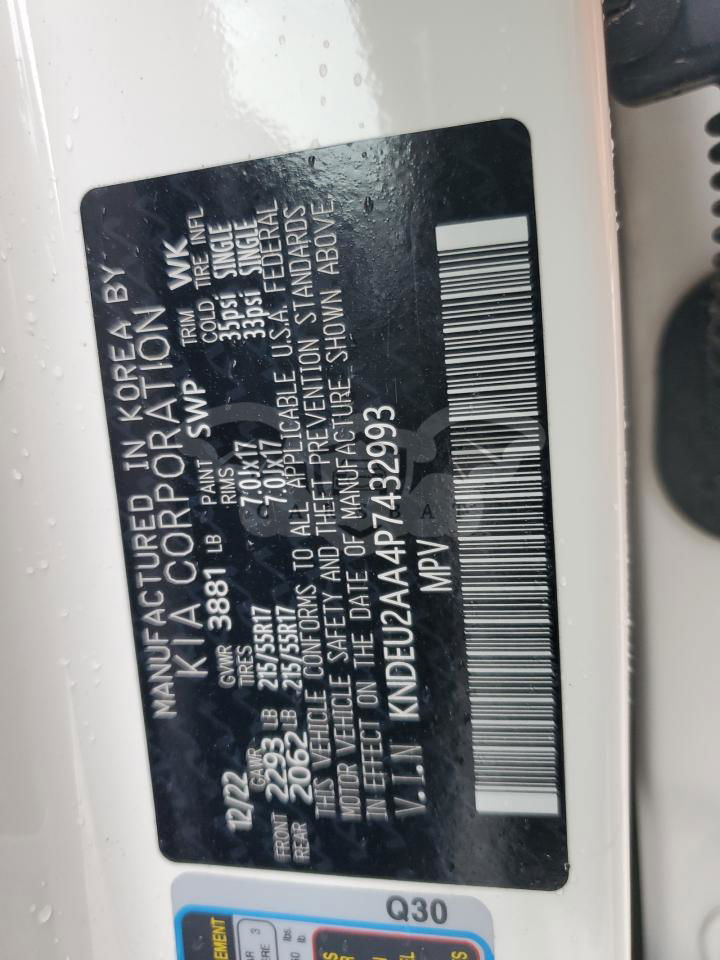 MANUFACTURED IN KOREA BY
KIA CORPORATION
12/22 GVWR 3881 LB PAINT SWP TRIM WK
GAWR TIRES RIMS COLD TIRE INFL
FRONT 2293 LB 215/55R17 7.0Jx17 35psi SINGLE
REAR 2062 LB 215/55R17 7.0Jx17 33psi SINGLE
THIS VEHICLE CONFORMS TO ALL APPLICABLE U.S.A. FEDERAL
MOTOR VEHICLE SAFETY AND THEFT PREVENTION STANDARDS
IN EFFECT ON THE DATE OF MANUFACTURE SHOWN ABOVE.
V.I.N KNDEU2AA4P7432993
MPV
Q30